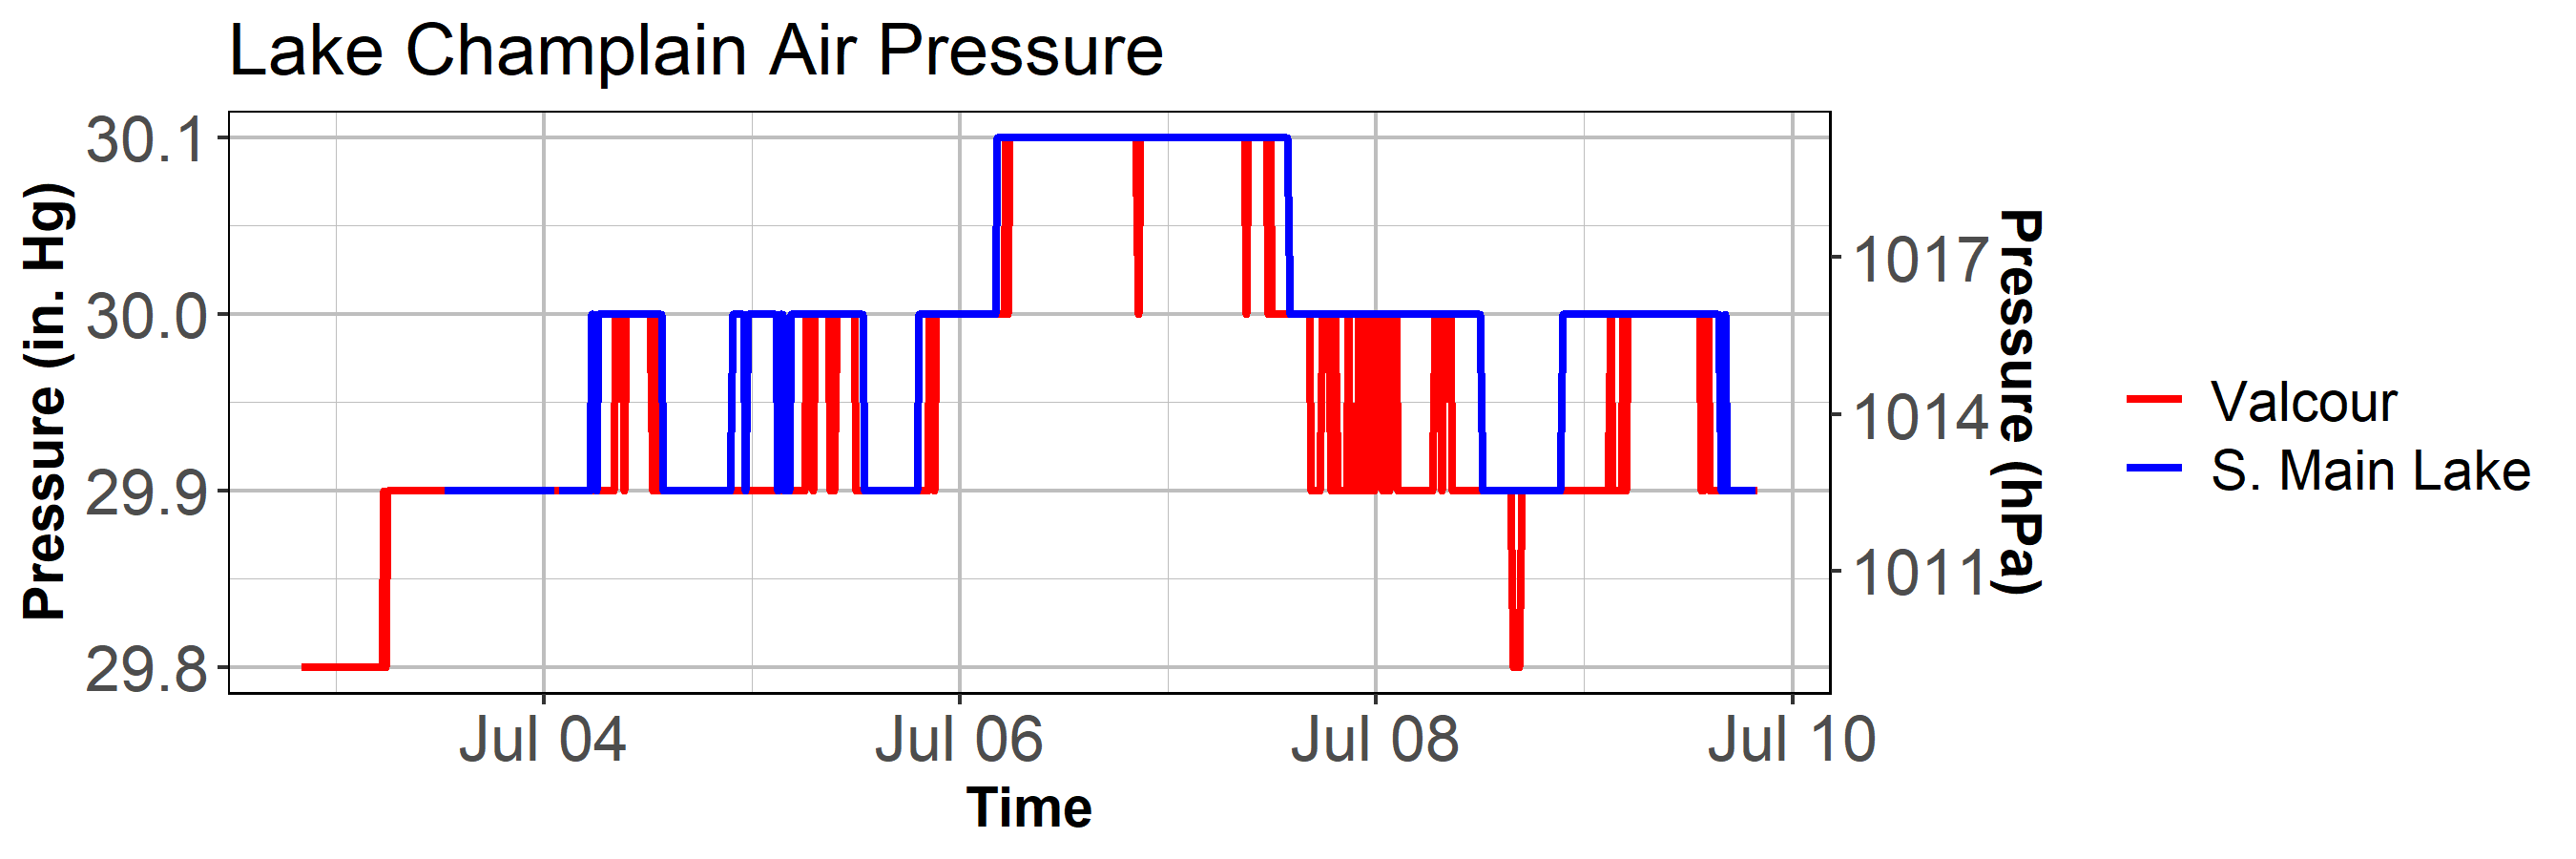 Lake Champlain Air Pressure
Pressure (in. Hg)
30.1
30.0
29.9
29.8
1017
1014
1011
Pressure (hPa)
Jul 04
Jul 06
Jul 08
Jul 10
Time
Valcour
S. Main Lake